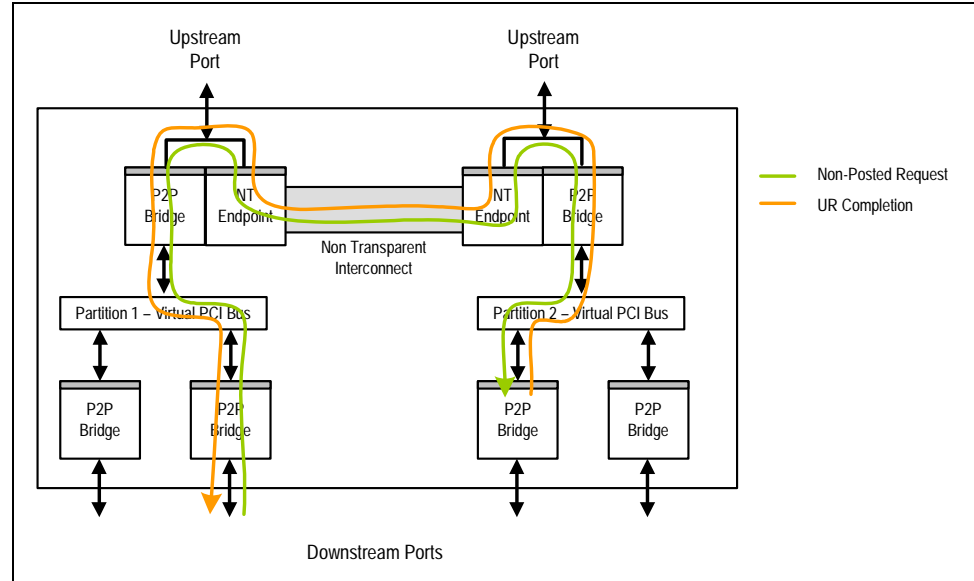 Upstream
Port
Upstream
Port
P2P
Bridge
NT
Endpoint
NT
Endpoint
P2P
Bridge
Non-Posted Request
UR Completion
Non Transparent
Interconnect
Partition 1 – Virtual PCI Bus
Partition 2 – Virtual PCI Bus
P2P
Bridge
P2P
Bridge
P2P
Bridge
P2P
Bridge
Downstream Ports